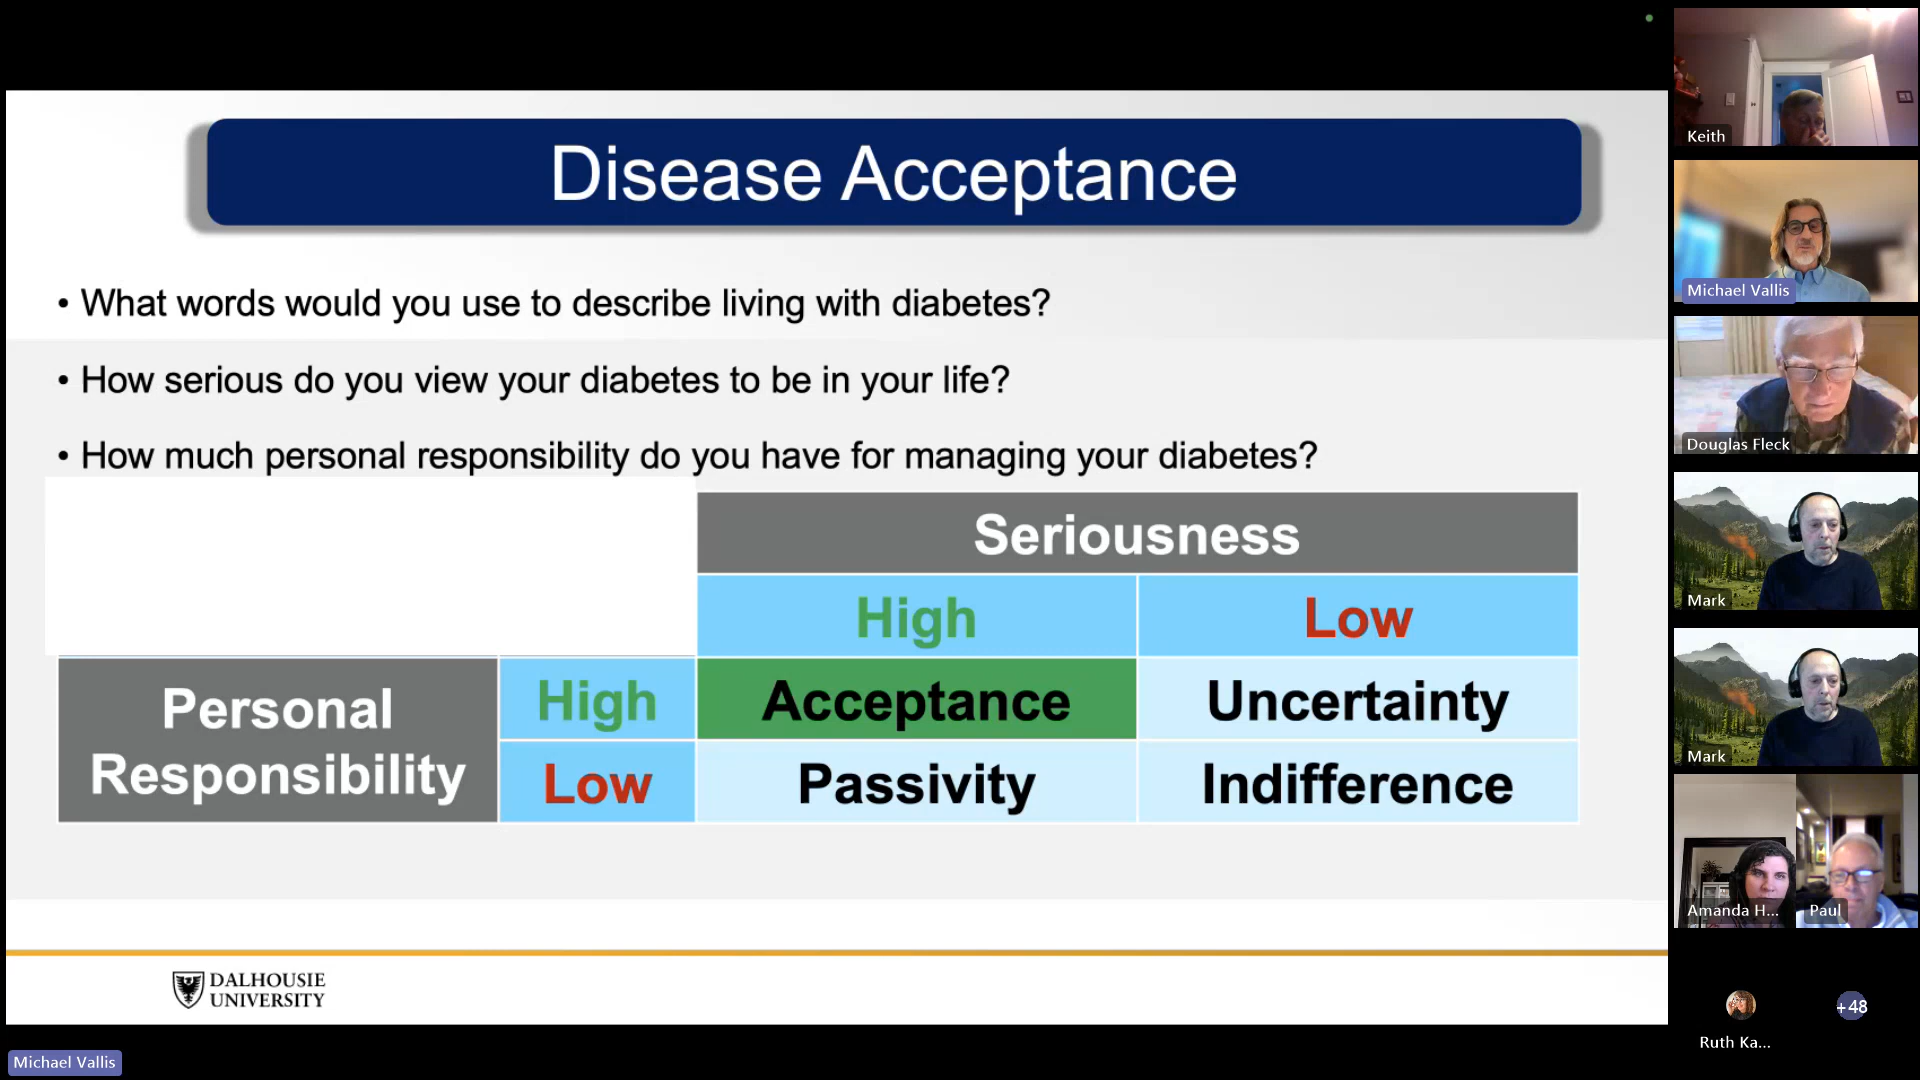 Disease Acceptance
• What words would you use to describe living with diabetes?
• How serious do you view your diabetes to be in your life?
• How much personal responsibility do you have for managing your diabetes?
Seriousness
High Low
Personal
Responsibility
High Acceptance Uncertainty
Low Passivity Indifference
DALHOUSIE
UNIVERSITY
Michael Vallis
Keith
Michael Vallis
Douglas Fleck
Mark
Mark
Amanda H... Paul
+48
Ruth Ka...